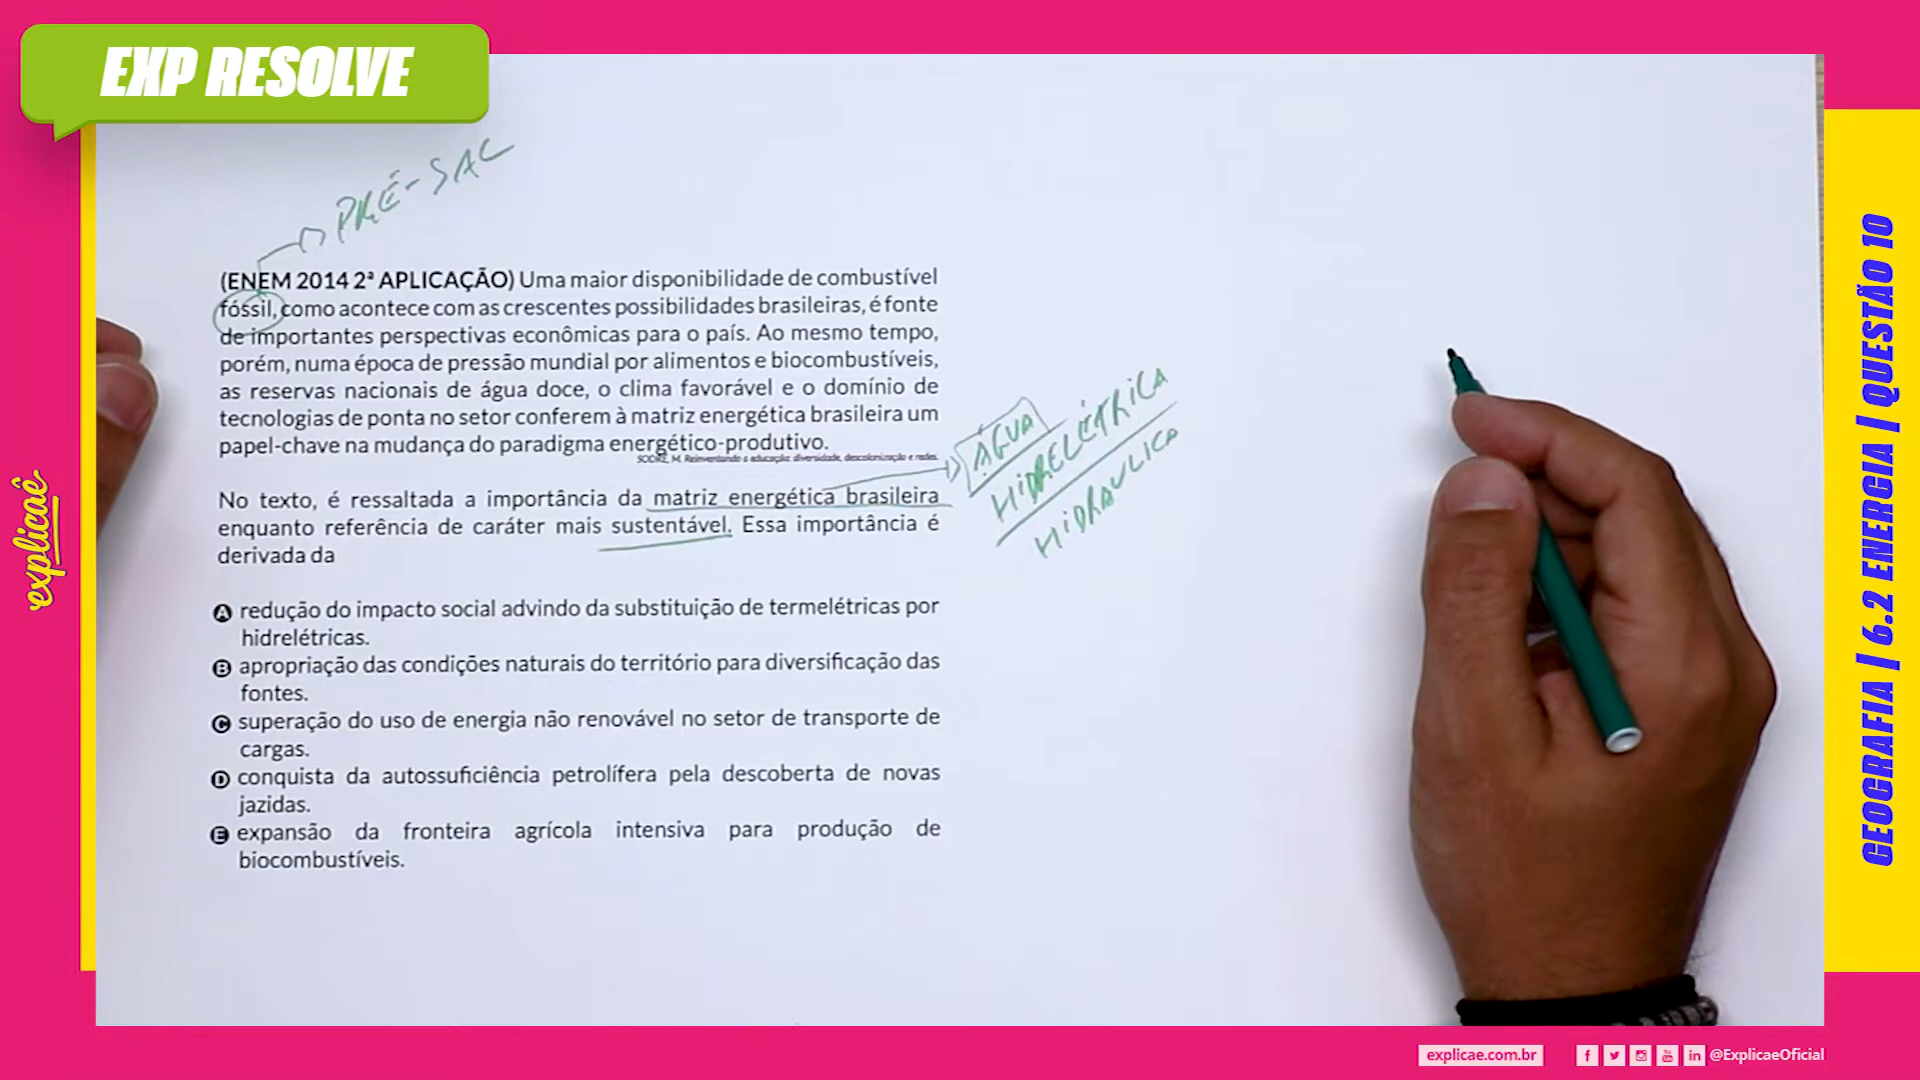 EXP RESOLVE
PRÉ-SAL
(ENEM 2014 2ª APLICAÇÃO) Uma maior disponibilidade de combustível
fóssil, como acontece com as crescentes possibilidades brasileiras, é fonte
de importantes perspectivas econômicas para o país. Ao mesmo tempo,
porém, numa época de pressão mundial por alimentos e biocombustíveis,
as reservas nacionais de água doce, o clima favorável e o domínio de
tecnologias de ponta no setor conferem à matriz energética brasileira um
papel-chave na mudança do paradigma energético-produtivo.
SODRÉ, M. Reinventando a educação: diversidade, descolonização e redes.
ÁGUA
HIDRELÉTRICA
HIDRAULICA
No texto, é ressaltada a importância da matriz energética brasileira
enquanto referência de caráter mais sustentável. Essa importância é
derivada da
A redução do impacto social advindo da substituição de termelétricas por
hidrelétricas.
B apropriação das condições naturais do território para diversificação das
fontes.
C superação do uso de energia não renovável no setor de transporte de
cargas.
D conquista da autossuficiência petrolífera pela descoberta de novas
jazidas.
E expansão da fronteira agrícola intensiva para produção de
biocombustíveis.
explicaê
GEOGRAFIA | 6.2 ENERGIA | QUESTÃO 10
explicae.com.br
@ExplicaeOficial